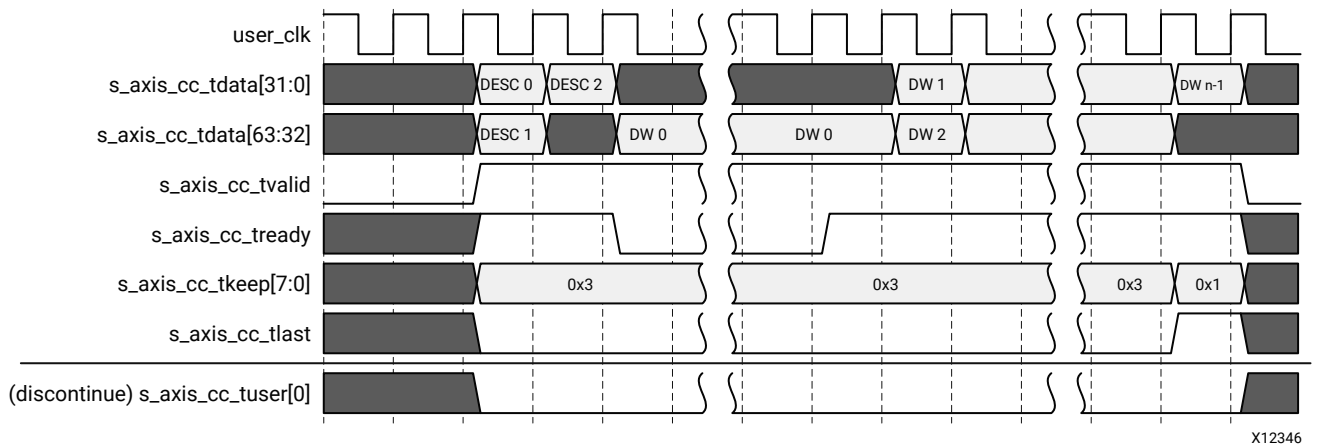 user_clk
s_axis_cc_tdata[31:0] DESC 0 DESC 2 DW 1 DW n-1
s_axis_cc_tdata[63:32] DESC 1 DW 0 DW 0 DW 2
s_axis_cc_tvalid
s_axis_cc_tready
s_axis_cc_tkeep[7:0] 0x3 0x3 0x3 0x1
s_axis_cc_tlast
(discontinue) s_axis_cc_tuser[0]
X12346